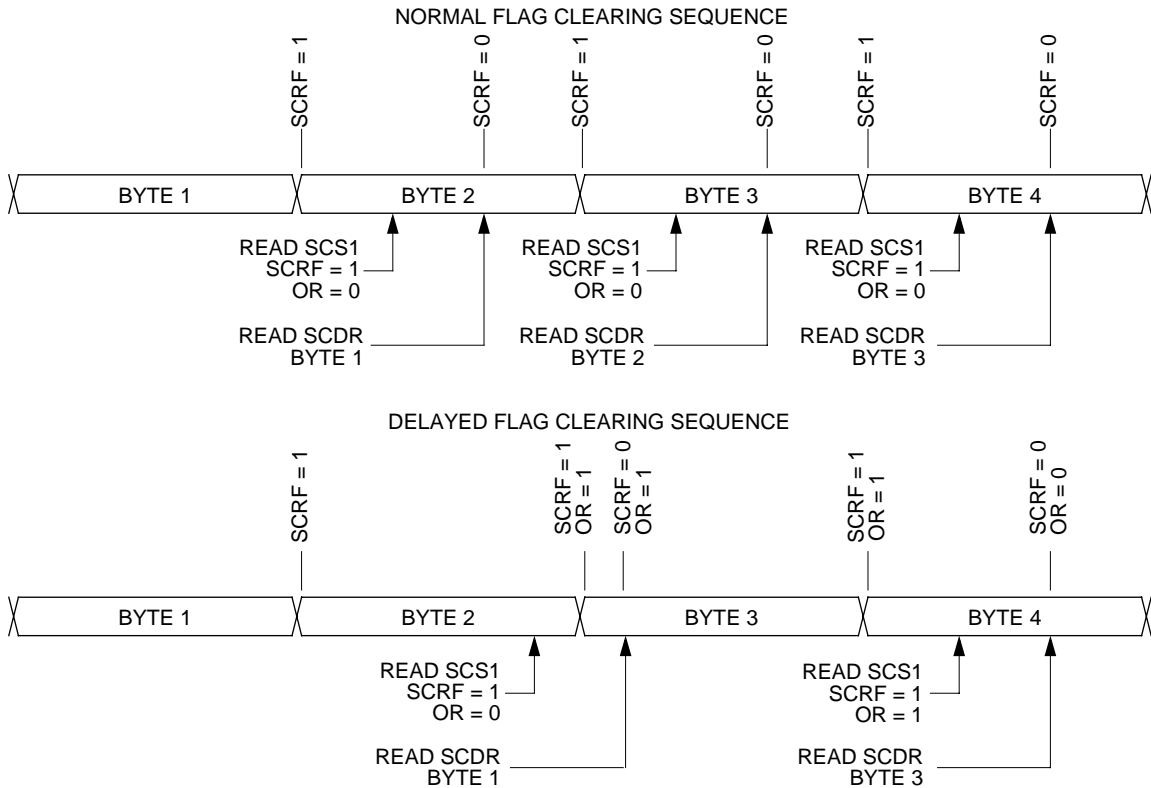 NORMAL FLAG CLEARING SEQUENCE
SCRF = 1
SCRF = 0
SCRF = 1
SCRF = 0
SCRF = 1
SCRF = 0
BYTE 1
BYTE 2
BYTE 3
BYTE 4
READ SCS1
SCRF = 1
OR = 0
READ SCS1
SCRF = 1
OR = 0
READ SCS1
SCRF = 1
OR = 0
READ SCDR
BYTE 1
READ SCDR
BYTE 2
READ SCDR
BYTE 3
DELAYED FLAG CLEARING SEQUENCE
SCRF = 1
SCRF = 1
OR = 1
SCRF = 0
OR = 1
SCRF = 1
OR = 1
SCRF = 0
OR = 0
BYTE 1
BYTE 2
BYTE 3
BYTE 4
READ SCS1
SCRF = 1
OR = 0
READ SCS1
SCRF = 1
OR = 1
READ SCDR
BYTE 1
READ SCDR
BYTE 3